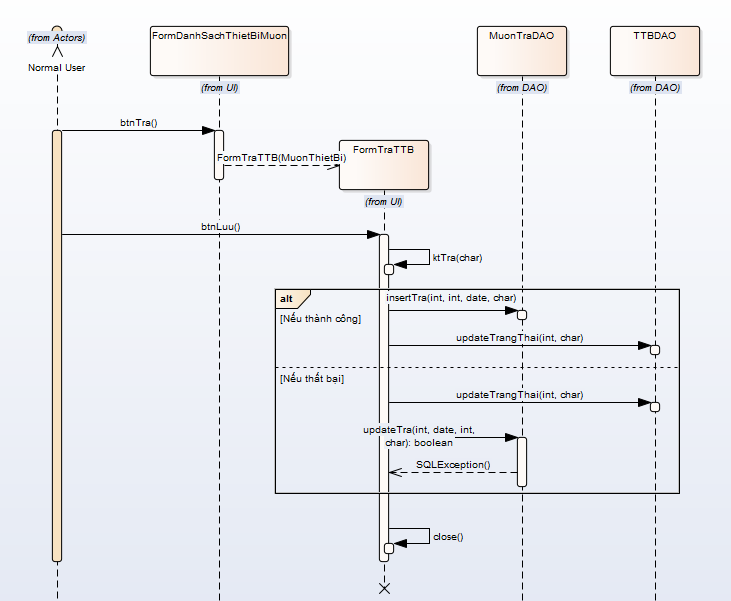 (from Actors)
Normal User
FormDanhSachThietBiMuon
(from UI)
MuonTraDAO
(from DAO)
TTBDAO
(from DAO)
btnTra()
FormTraTTB(MuonThietBi)
FormTraTTB
(from UI)
btnLuu()
ktTra(char)
alt
[Nếu thành công]
insertTra(int, int, date, char)
updateTrangThai(int, char)
[Nếu thất bại]
updateTrangThai(int, char)
updateTra(int, date, int,
char): boolean
SQLException()
close()